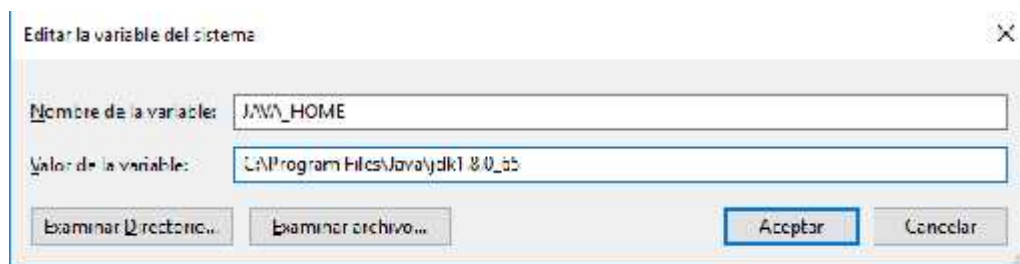 Editar la variable del sistema
Nombre de la variable: JAVA_HOME
Valor de la variable: C:\Program Files\Java\jdk1.8.0_65
Examinar Directorio... Examinar archivo... Aceptar Cancelar